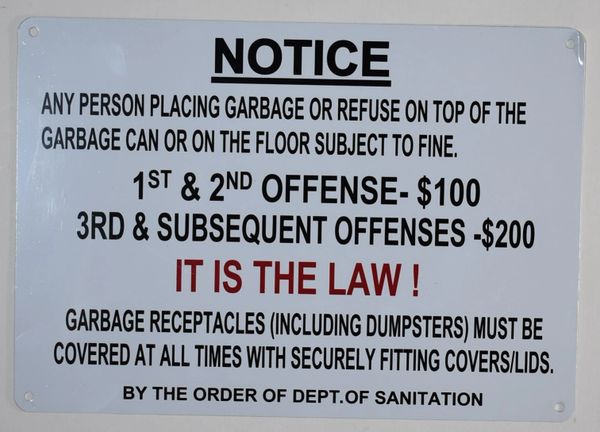 NOTICE
ANY PERSON PLACING GARBAGE OR REFUSE ON TOP OF THE
GARBAGE CAN OR ON THE FLOOR SUBJECT TO FINE.
1ST & 2ND OFFENSE- $100
3RD & SUBSEQUENT OFFENSES -$200
IT IS THE LAW !
GARBAGE RECEPTACLES (INCLUDING DUMPSTERS) MUST BE
COVERED AT ALL TIMES WITH SECURELY FITTING COVERS/LIDS.
BY THE ORDER OF DEPT.OF SANITATION